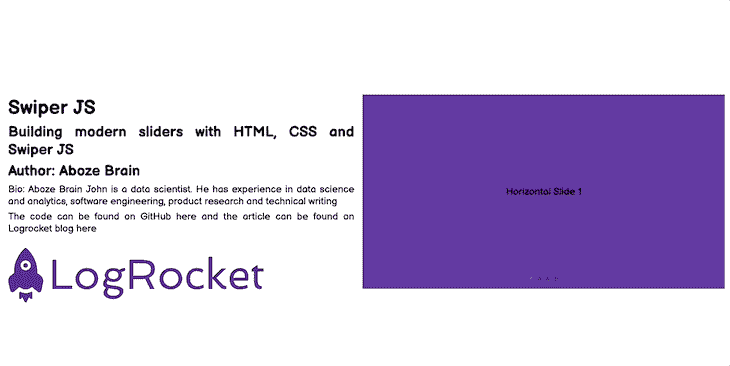 Swiper JS
Building modern sliders with HTML, CSS and
Swiper JS
Author: Aboze Brain
Bio: Aboze Brain John is a data scientist. He has experience in data science
and analytics, software engineering, product research and technical writing
The code can be found on GitHub here and the article can be found on
Logrocket blog here
LogRocket
Horizontal Slide 1